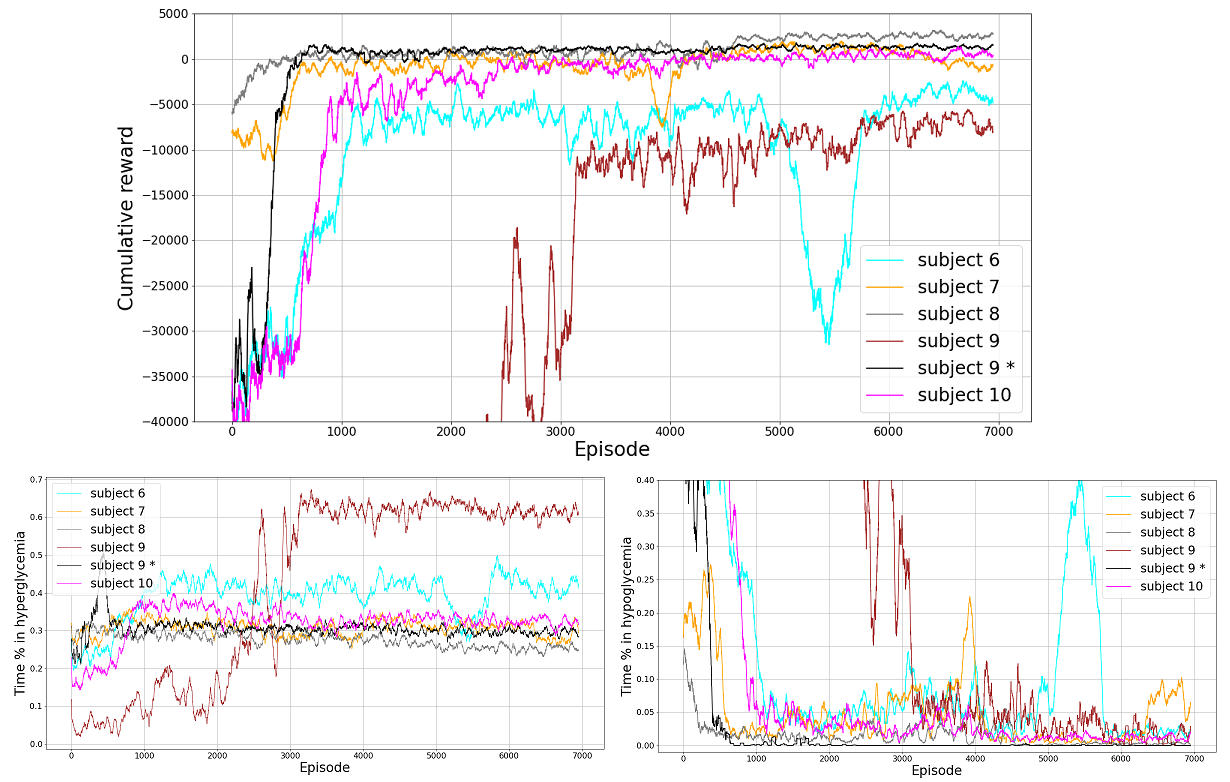 5000
0
−5000
−10000
−15000
−20000
−25000
−30000
−35000
−40000
Cumulative reward
0 1000 2000 3000 4000 5000 6000 7000
Episode
subject 6
subject 7
subject 8
subject 9
subject 9 *
subject 10
0.7
0.6
0.5
0.4
0.3
0.2
0.1
0.0
Time % in hyperglycemia
0 1000 2000 3000 4000 5000 6000 7000
Episode
subject 6
subject 7
subject 8
subject 9
subject 9 *
subject 10
0.40
0.35
0.30
0.25
0.20
0.15
0.10
0.05
0.00
Time % in hypoglycemia
0 1000 2000 3000 4000 5000 6000 7000
Episode
subject 6
subject 7
subject 8
subject 9
subject 9 *
subject 10